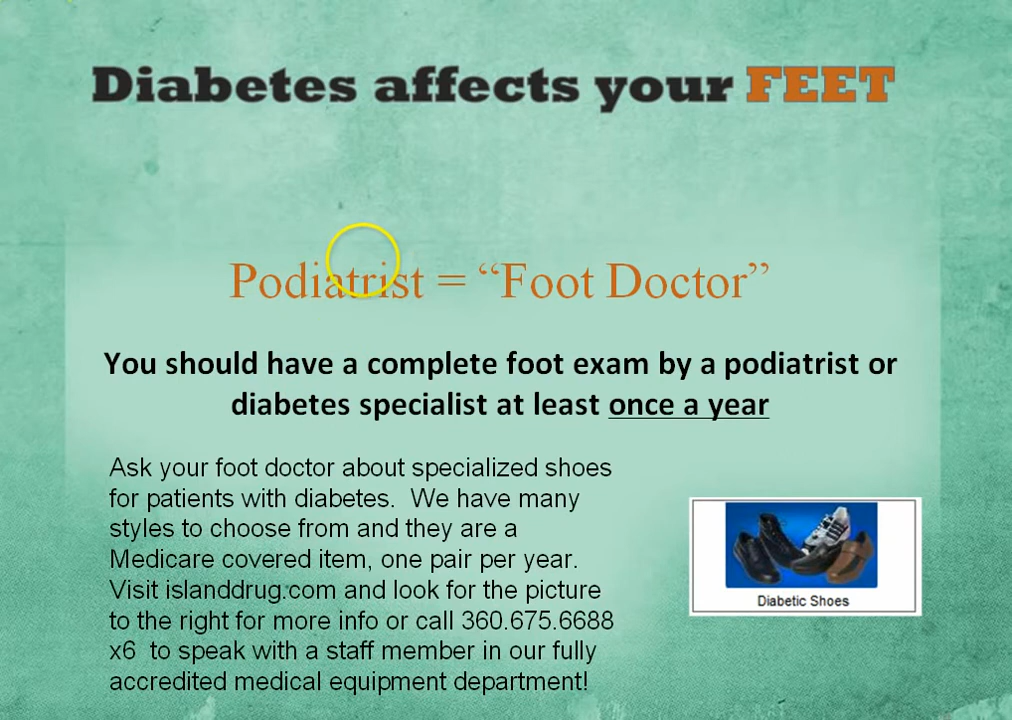 Diabetes affects your FEET
Podiatrist = “Foot Doctor”
You should have a complete foot exam by a podiatrist or
diabetes specialist at least once a year
Ask your foot doctor about specialized shoes
for patients with diabetes.  We have many
styles to choose from and they are a
Medicare covered item, one pair per year.
Visit islanddrug.com and look for the picture
to the right for more info or call 360.675.6688
x6  to speak with a staff member in our fully
accredited medical equipment department!
Diabetic Shoes